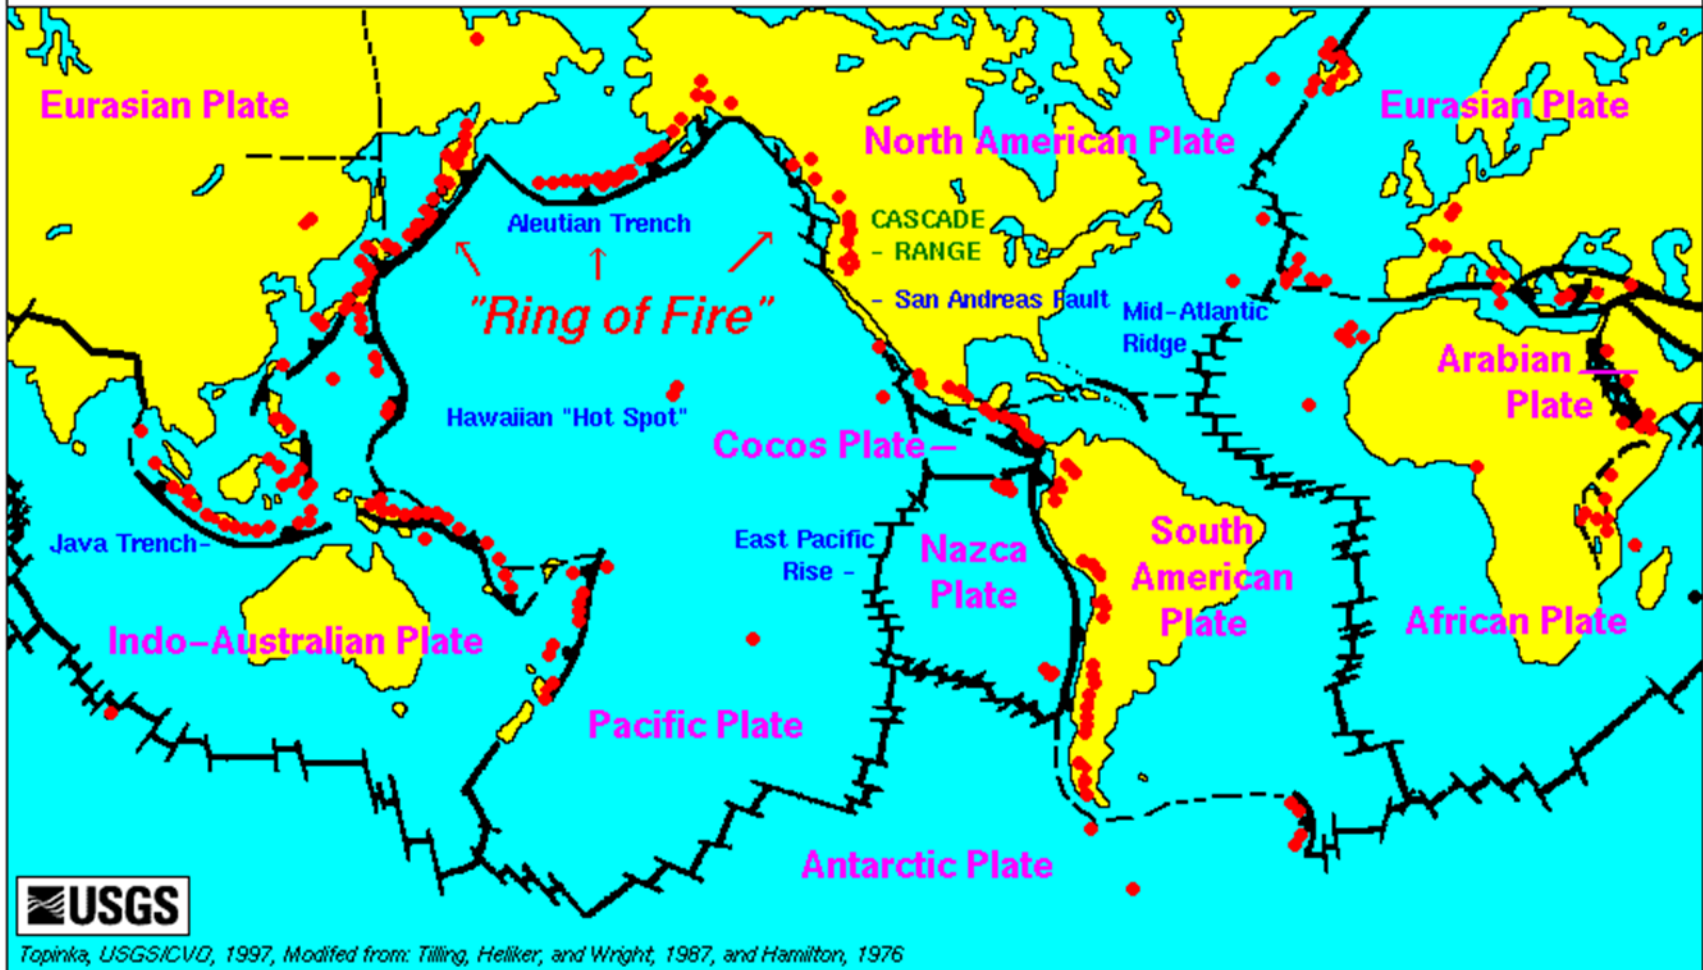 Eurasian Plate
Eurasian Plate
North American Plate
Aleutian Trench
CASCADE
- RANGE
"Ring of Fire"
- San Andreas Fault
Mid-Atlantic
Ridge
Arabian
Plate
Hawaiian "Hot Spot"
Cocos Plate-
Java Trench-
East Pacific
Rise -
Nazca
Plate
South
American
Plate
Indo-Australian Plate
African Plate
Pacific Plate
Antarctic Plate
USGS
Topinka, USGS/CVO, 1997, Modifed from: Tilling, Heliker, and Wright, 1987, and Hamilton, 1976